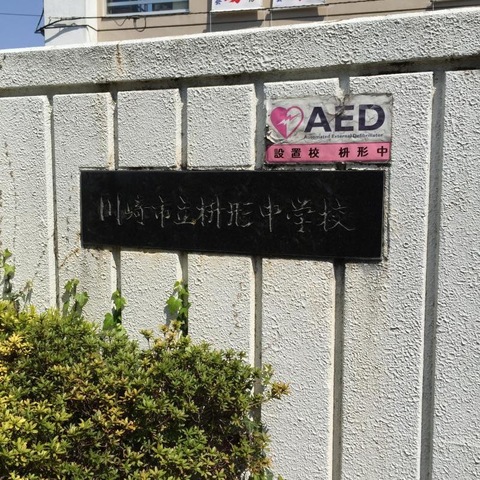 AED
Automated External Defibrillator
設置校 枡形中
川崎市立枡形中学校